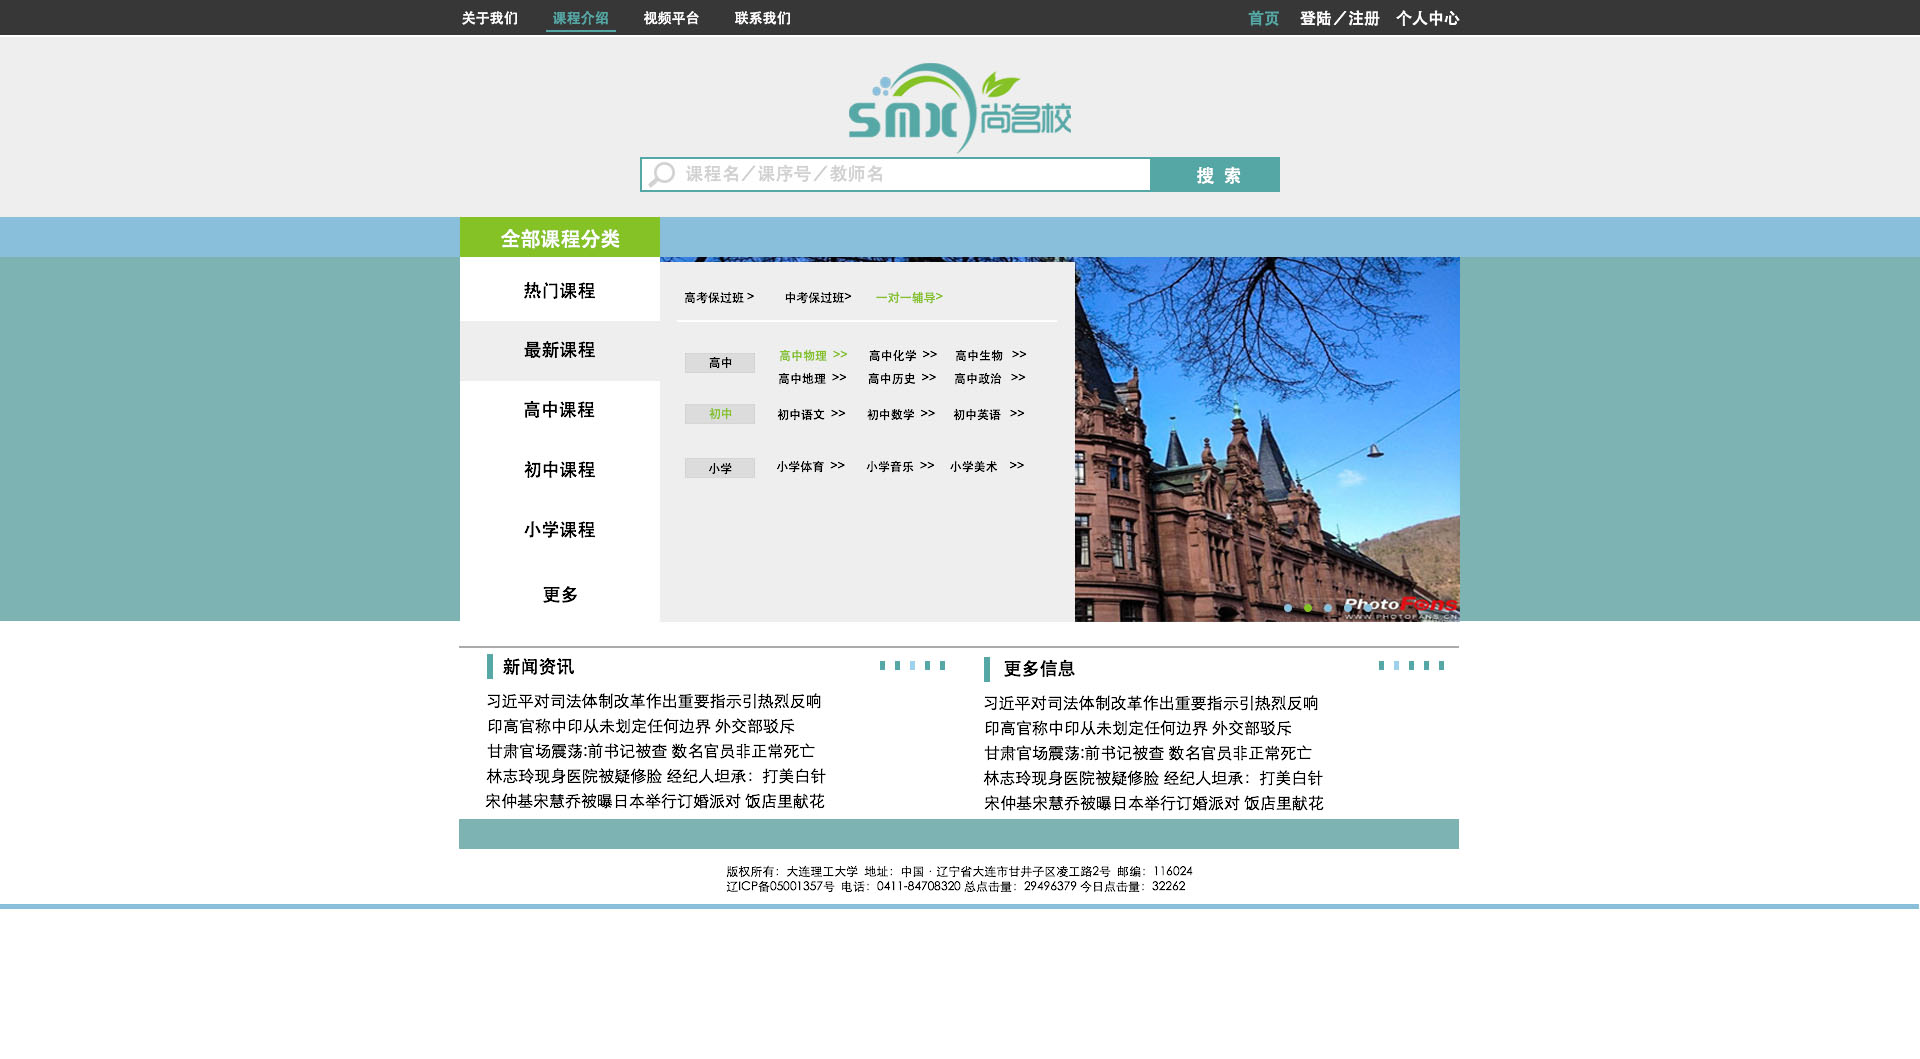 关于我们 课程介绍 视频平台 联系我们 首页 登陆／注册 个人中心
SMX 尚名校
课程名／课序号／教师名 搜 索
全部课程分类
热门课程
最新课程
高中课程
初中课程
小学课程
更多
高考保过班 > 中考保过班> 一对一辅导>
高中 高中物理 >> 高中化学 >> 高中生物 >>
高中地理 >> 高中历史 >> 高中政治 >>
初中 初中语文 >> 初中数学 >> 初中英语 >>
小学 小学体育 >> 小学音乐 >> 小学美术 >>
PhotoFans
WWW.PHOTOFANS.CN
新闻资讯
习近平对司法体制改革作出重要指示引热烈反响
印高官称中印从未划定任何边界 外交部驳斥
甘肃官场震荡:前书记被查 数名官员非正常死亡
林志玲现身医院被疑修脸 经纪人坦承：打美白针
宋仲基宋慧乔被曝日本举行订婚派对 饭店里献花
更多信息
习近平对司法体制改革作出重要指示引热烈反响
印高官称中印从未划定任何边界 外交部驳斥
甘肃官场震荡:前书记被查 数名官员非正常死亡
林志玲现身医院被疑修脸 经纪人坦承：打美白针
宋仲基宋慧乔被曝日本举行订婚派对 饭店里献花
版权所有：大连理工大学 地址：中国·辽宁省大连市甘井子区凌工路2号 邮编：116024
辽ICP备05001357号 电话：0411-84708320 总点击量：29496379 今日点击量：32262